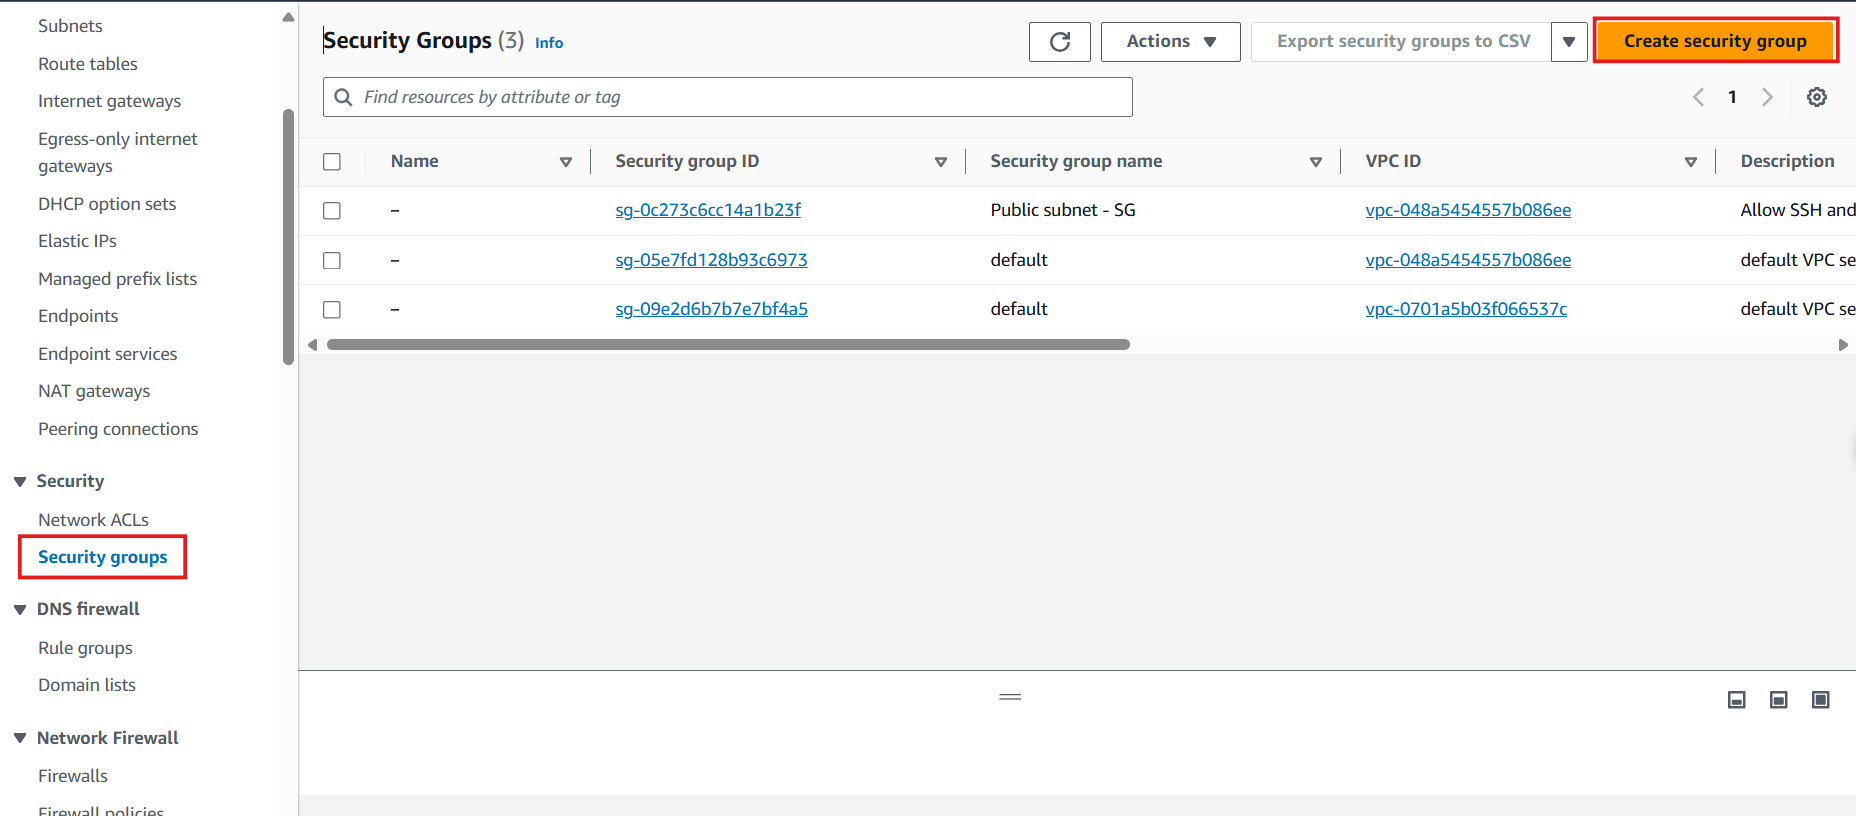 Subnets
Route tables
Internet gateways
Egress-only internet
gateways
DHCP option sets
Elastic IPs
Managed prefix lists
Endpoints
Endpoint services
NAT gateways
Peering connections
Security
Network ACLs
Security groups
DNS firewall
Rule groups
Domain lists
Network Firewall
Firewalls
Firewall policies
Security Groups (3) Info
Actions
Export security groups to CSV
Create security group
Find resources by attribute or tag
1
Name Security group ID Security group name VPC ID Description
– sg-0c273c6cc14a1b23f Public subnet - SG vpc-048a5454557b086ee Allow SSH and
– sg-05e7fd128b93c6973 default vpc-048a5454557b086ee default VPC se
– sg-09e2d6b7b7e7bf4a5 default vpc-0701a5b03f066537c default VPC se